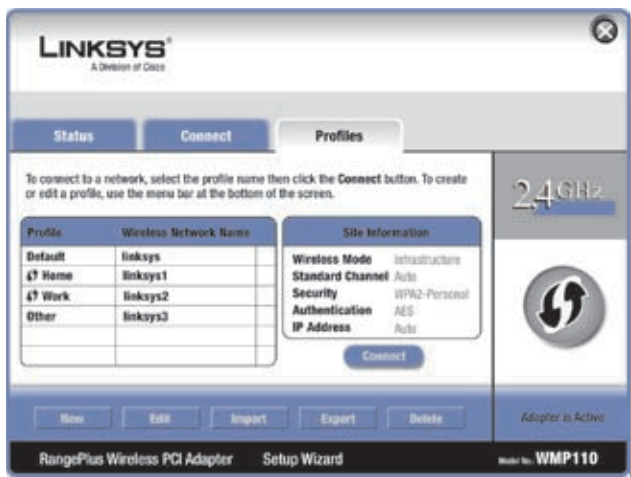 LINKSYS®
A Division of Cisco
Status
Connect
Profiles
To connect to a network, select the profile name then click the Connect button. To create
or edit a profile, use the menu bar at the bottom of the screen.
2,4GHz
Profile Wireless Network Name
Default linksys
Home linksys1
Work linksys2
Other linksys3
Site Information
Wireless Mode Infrastructure
Standard Channel Auto
Security WPA2-Personal
Authentication AES
IP Address Auto
Connect
New
Edit
Import
Export
Delete
Adapter is Active
RangePlus Wireless PCI Adapter Setup Wizard
Model No. WMP110